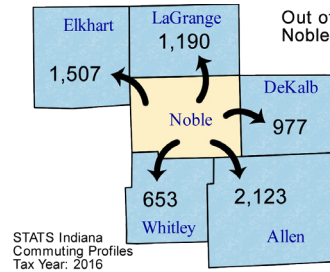 Out of
Noble
Elkhart
LaGrange
1,190
1,507
DeKalb
977
Noble
653
2,123
Whitley
Allen
STATS Indiana
Commuting Profiles
Tax Year: 2016